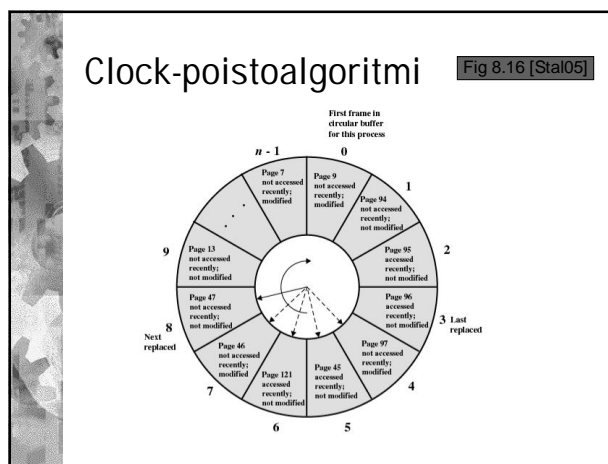 Clock-poistoalgoritmi
Fig 8.16 [Stal05]
First frame in
circular buffer
for this process
n - 1
0
Page 7
not accessed
recently;
modified
Page 9
not accessed
recently;
modified
1
Page 94
not accessed
recently;
not modified
2
Page 95
accessed
recently;
not modified
3 Last
replaced
Page 96
accessed
recently;
not modified
4
Page 97
not accessed
recently;
modified
5
Page 45
accessed
recently;
not modified
6
Page 121
accessed
recently;
not modified
7
Page 46
not accessed
recently;
modified
8
Next
replaced
Page 47
not accessed
recently;
not modified
9
Page 13
not accessed
recently;
not modified